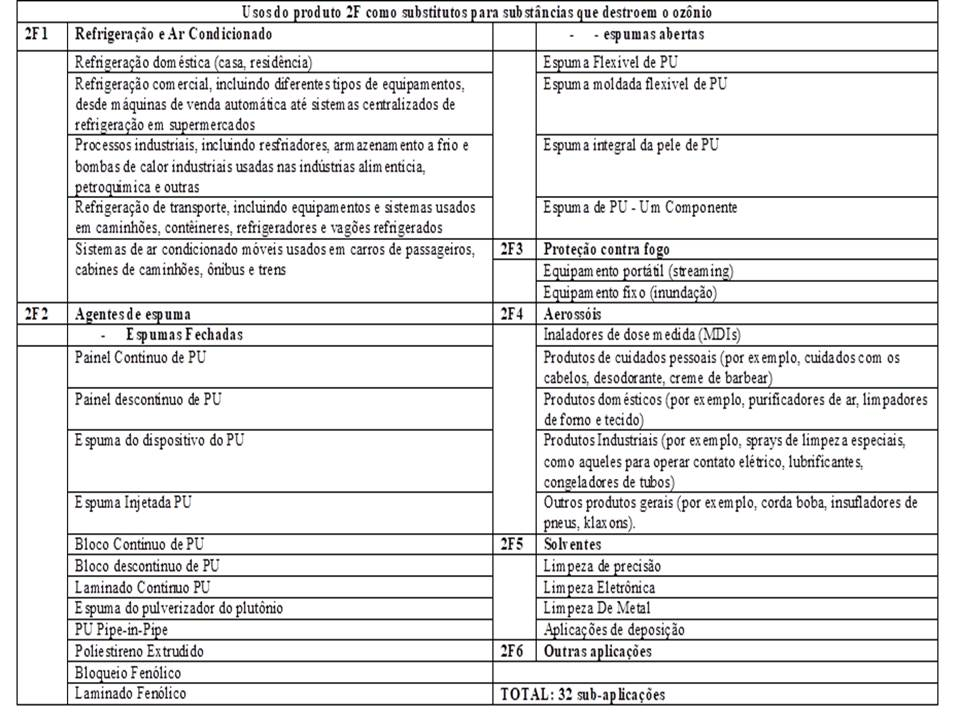 Usos do produto 2F como substitutos para substâncias que destroem o ozônio
2F1 Refrigeração e Ar Condicionado
Refrigeração doméstica (casa, residência)
Refrigeração comercial, incluindo diferentes tipos de equipamentos,
desde máquinas de venda automática até sistemas centralizados de
refrigeração em supermercados
Processos industriais, incluindo resfriadores, armazenamento a frio e
bombas de calor industriais usadas nas indústrias alimentícia,
petroquímica e outras
Refrigeração de transporte, incluindo equipamentos e sistemas usados
em caminhões, contêineres, refrigeradores e vagões refrigerados
Sistemas de ar condicionado móveis usados em carros de passageiros,
cabines de caminhões, ônibus e trens
2F2 Agentes de espuma
- Espumas Fechadas
Painel Contínuo de PU
Painel descontínuo de PU
Espuma do dispositivo do PU
Espuma Injetada PU
Bloco Contínuo de PU
Bloco descontínuo de PU
Laminado Contínuo PU
Espuma do pulverizador do plutônio
PU Pipe-in-Pipe
Poliestireno Extrudido
Bloqueio Fenólico
Laminado Fenólico
- - espumas abertas
Espuma Flexível de PU
Espuma moldada flexível de PU
Espuma integral da pele de PU
Espuma de PU - Um Componente
2F3 Proteção contra fogo
Equipamento portátil (streaming)
Equipamento fixo (inundação)
2F4 Aerossóis
Inaladores de dose medida (MDIs)
Produtos de cuidados pessoais (por exemplo, cuidados com os
cabelos, desodorante, creme de barbear)
Produtos domésticos (por exemplo, purificadores de ar, limpadores
de forno e tecido)
Produtos Industriais (por exemplo, sprays de limpeza especiais,
como aqueles para operar contato elétrico, lubrificantes,
congeladores de tubos)
Outros produtos gerais (por exemplo, corda boba, insufladores de
pneus, klaxons).
2F5 Solventes
Limpeza de precisão
Limpeza Eletrônica
Limpeza De Metal
Aplicações de deposição
2F6 Outras aplicações
TOTAL: 32 sub-aplicações